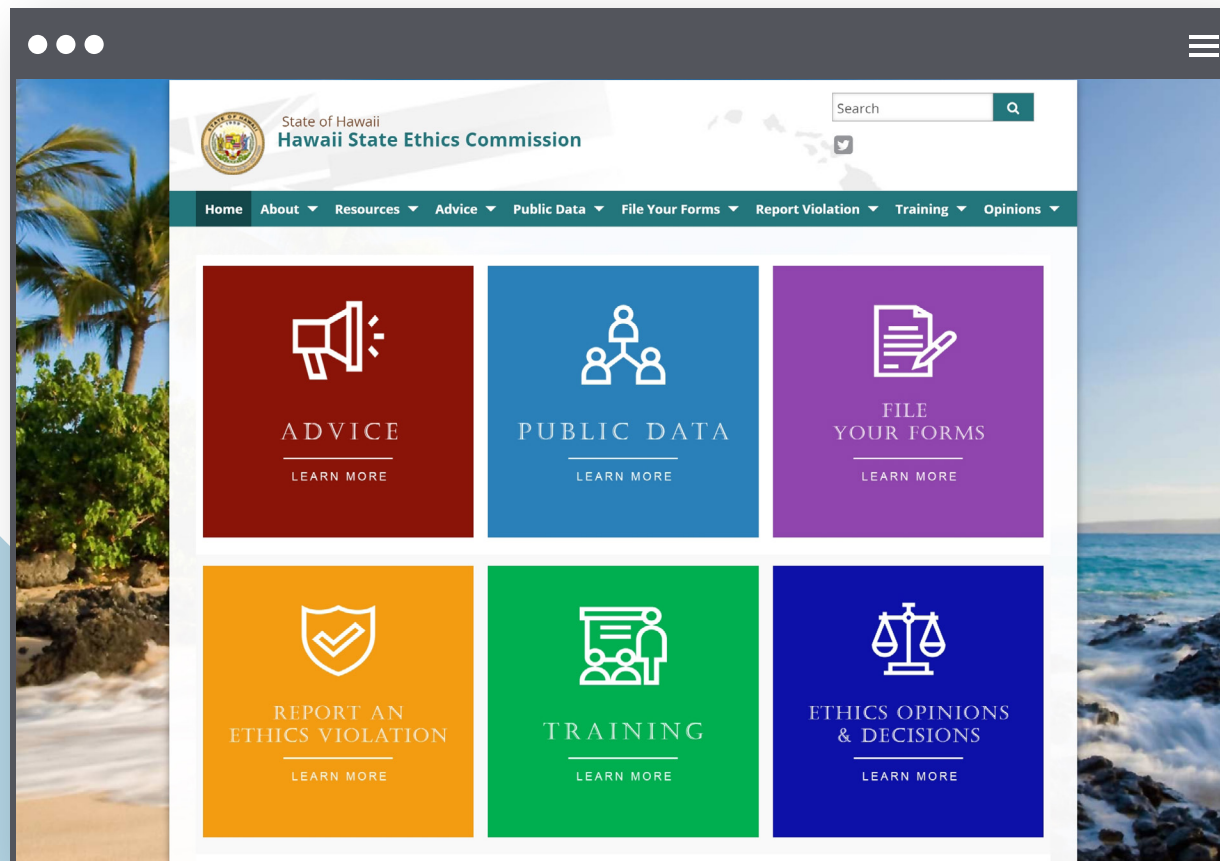 State of Hawaii
Hawaii State Ethics Commission
Search
Home About Resources Advice Public Data File Your Forms Report Violation Training Opinions
ADVICE
LEARN MORE
PUBLIC DATA
LEARN MORE
FILE
YOUR FORMS
LEARN MORE
REPORT AN
ETHICS VIOLATION
LEARN MORE
TRAINING
LEARN MORE
ETHICS OPINIONS
& DECISIONS
LEARN MORE